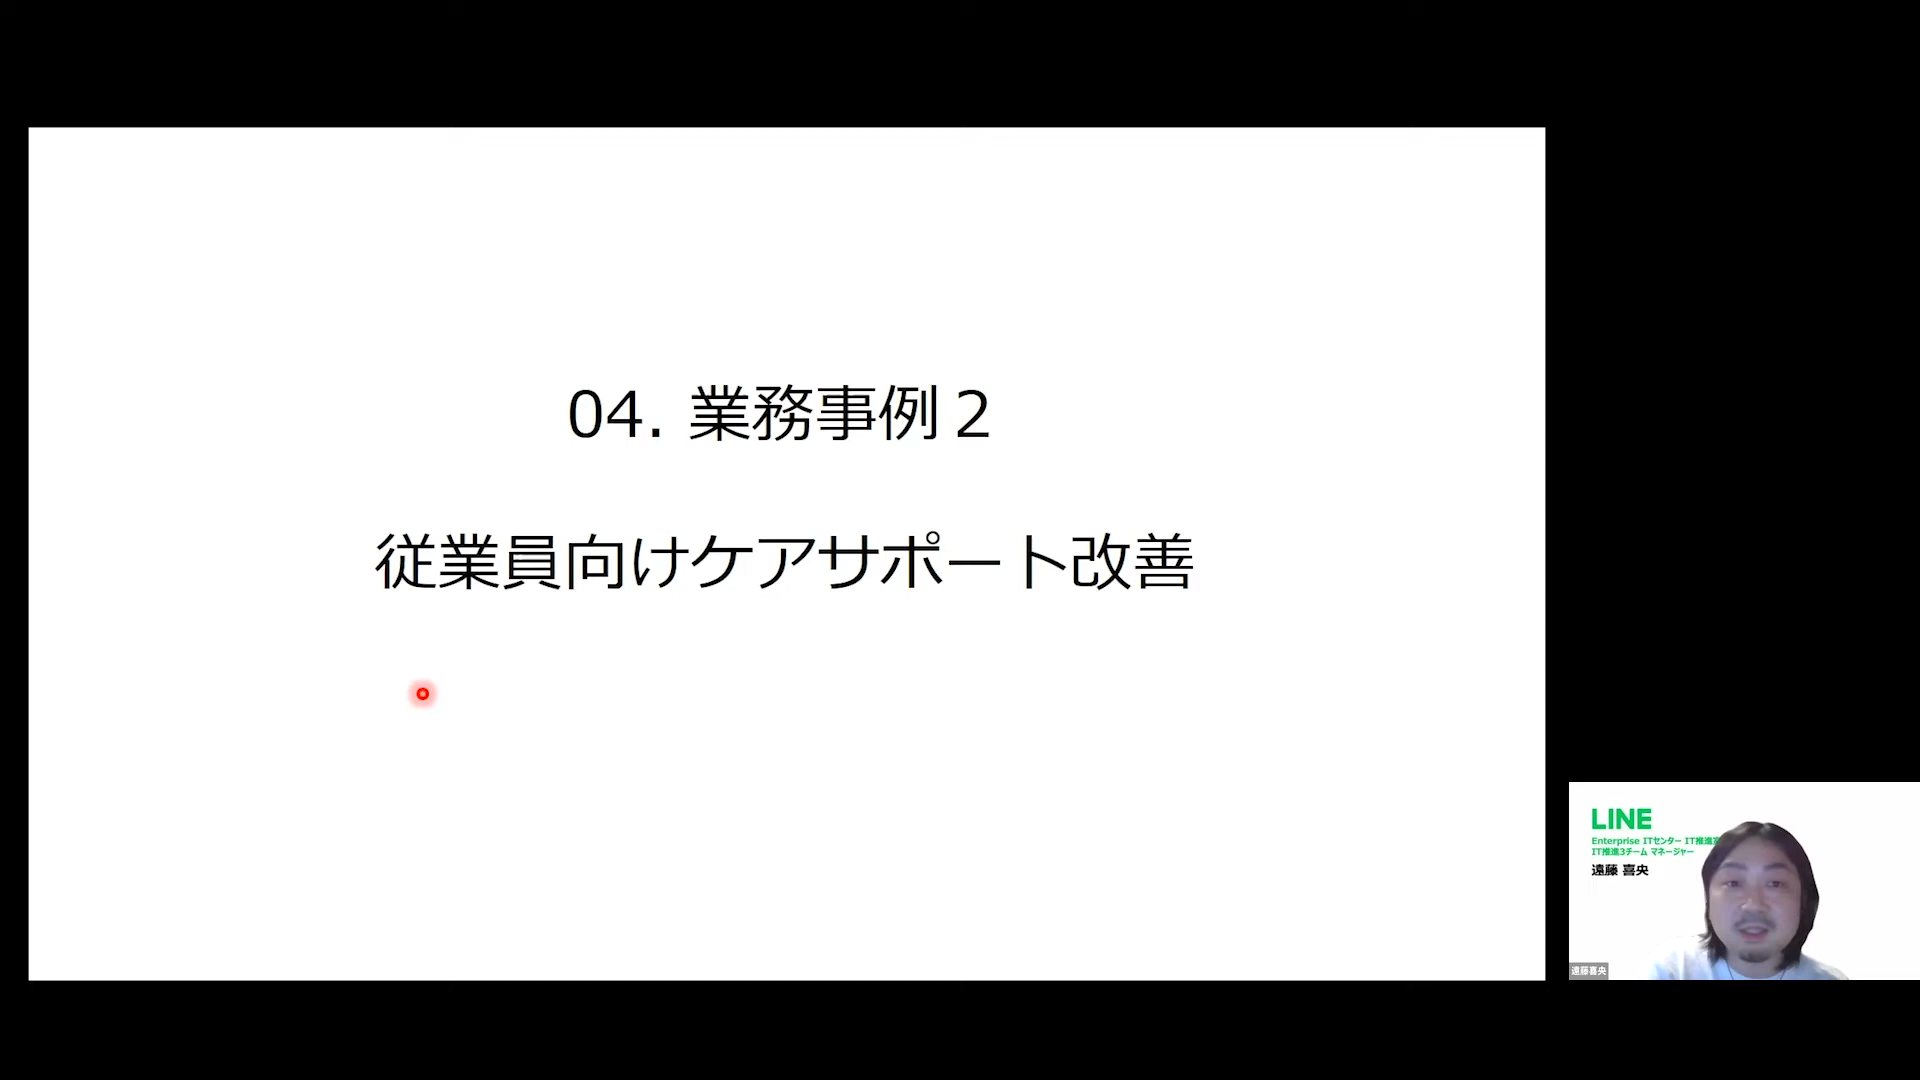 04. 業務事例２
従業員向けケアサポート改善
LINE
Enterprise ITセンター IT推進
IT推進3チーム マネージャー
遠藤 喜央
遠藤喜央